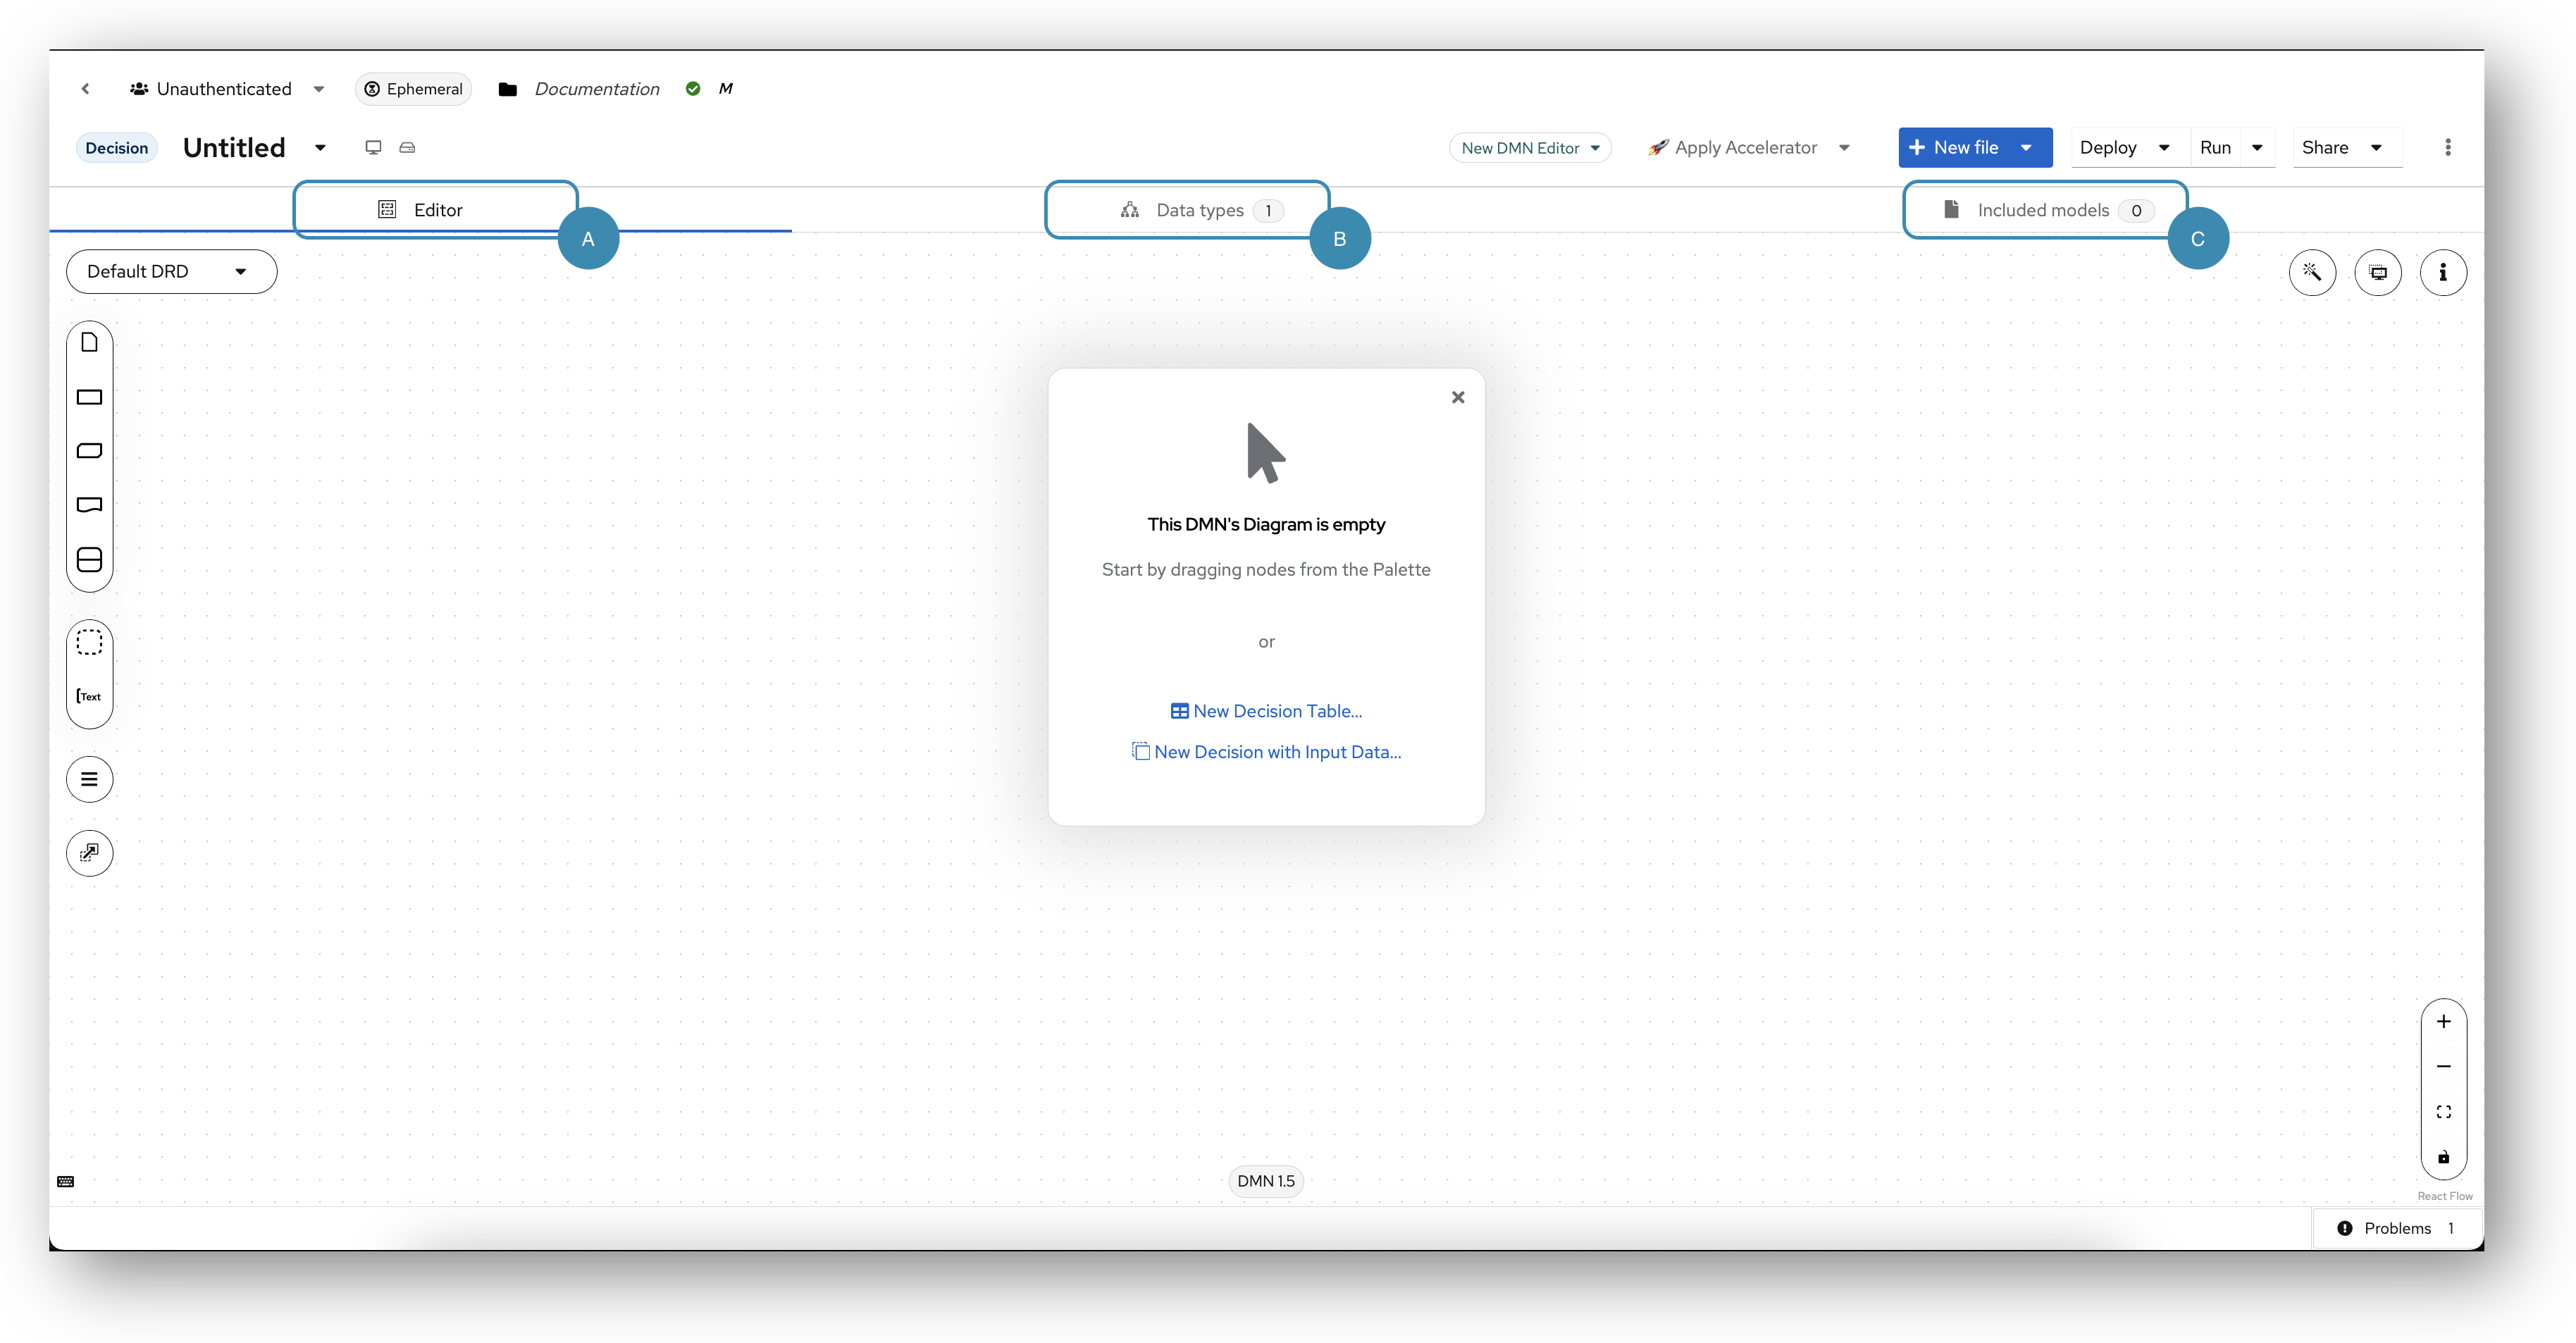 Unauthenticated Ephemeral Documentation M
Decision Untitled New DMN Editor Apply Accelerator New file Deploy Run Share
Editor Data types 1 Included models 0
A B C
Default DRD
This DMN's Diagram is empty
Start by dragging nodes from the Palette
or
Text
New Decision Table...
New Decision with Input Data...
DMN 1.5
React Flow
Problems 1